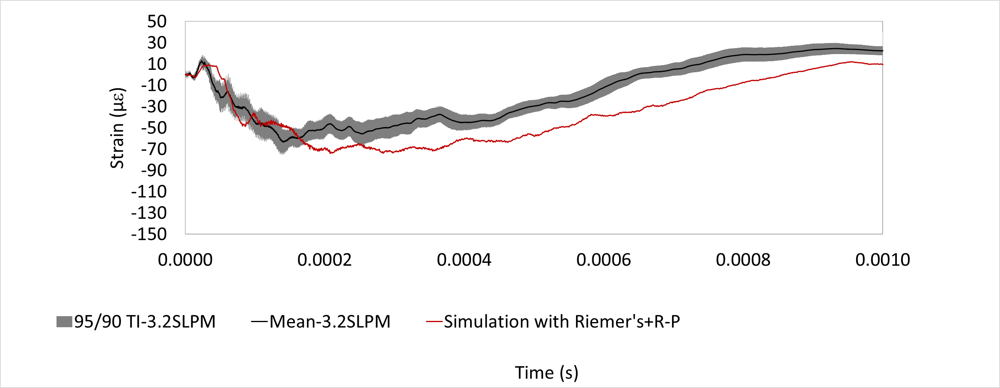 50
30
10
-10
-30
-50
-70
-90
-110
-130
-150
Strain (µε)
0.0000 0.0002 0.0004 0.0006 0.0008 0.0010
95/90 TI-3.2SLPM Mean-3.2SLPM Simulation with Riemer's+R-P
Time (s)